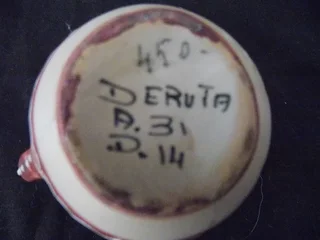 450-
DERUTA
D. 31
D. 14